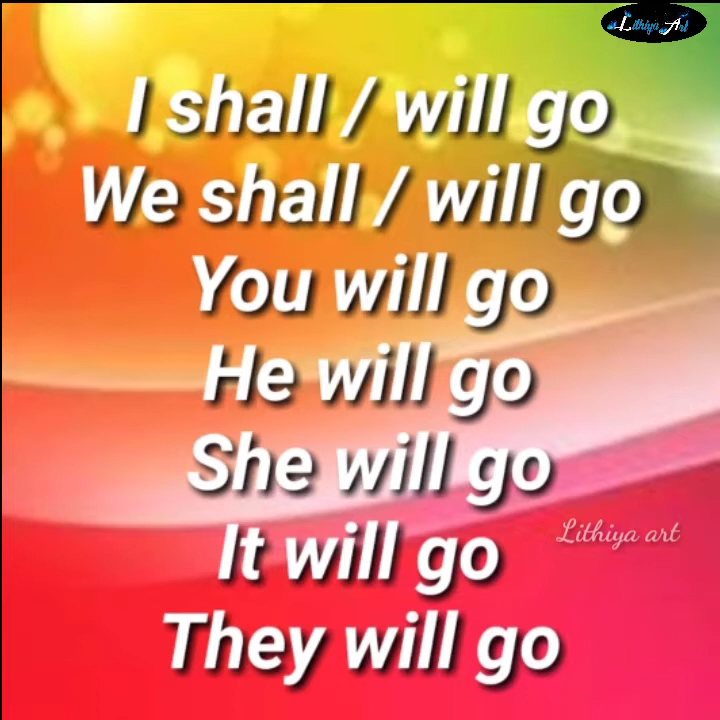 Lithiya Art
I shall / will go
We shall / will go
You will go
He will go
She will go
It will go
Lithiya art
They will go